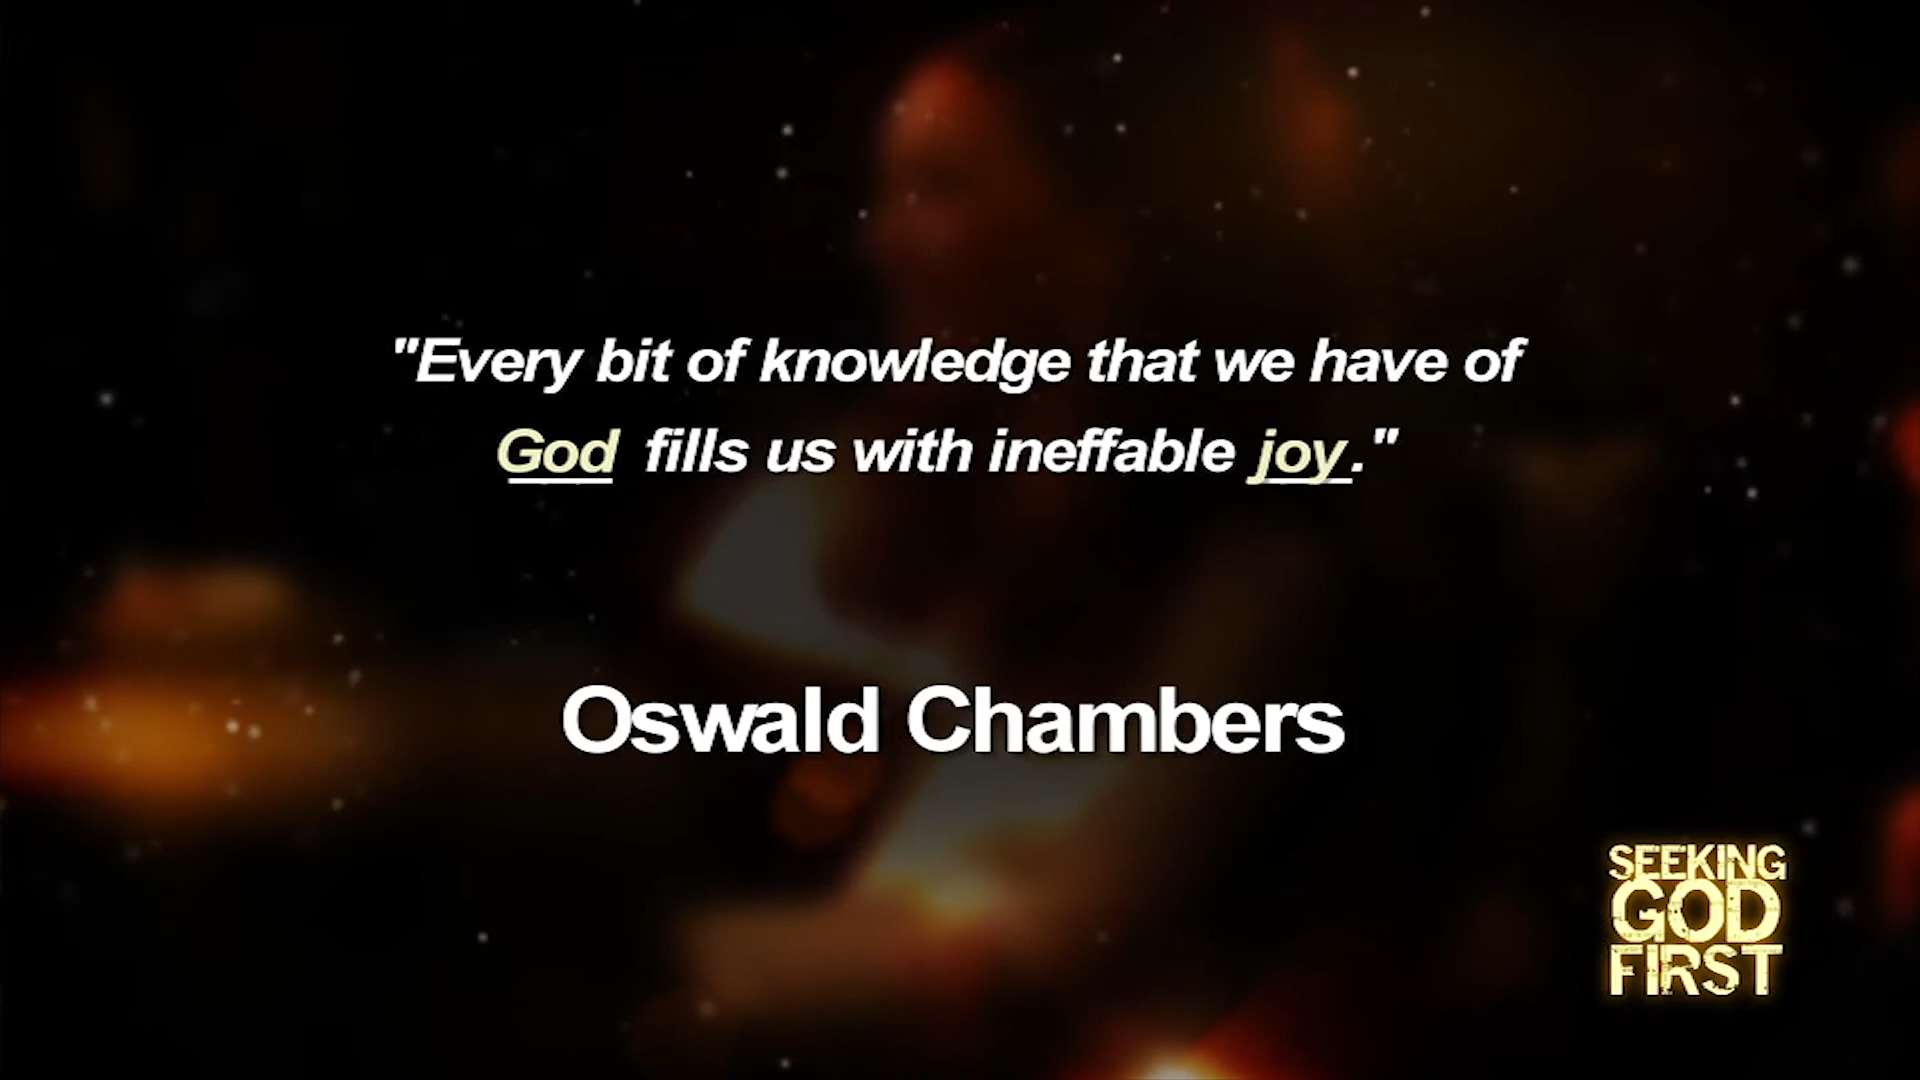 "Every bit of knowledge that we have of
God fills us with ineffable joy."
Oswald Chambers
SEEKING
GOD
FIRST